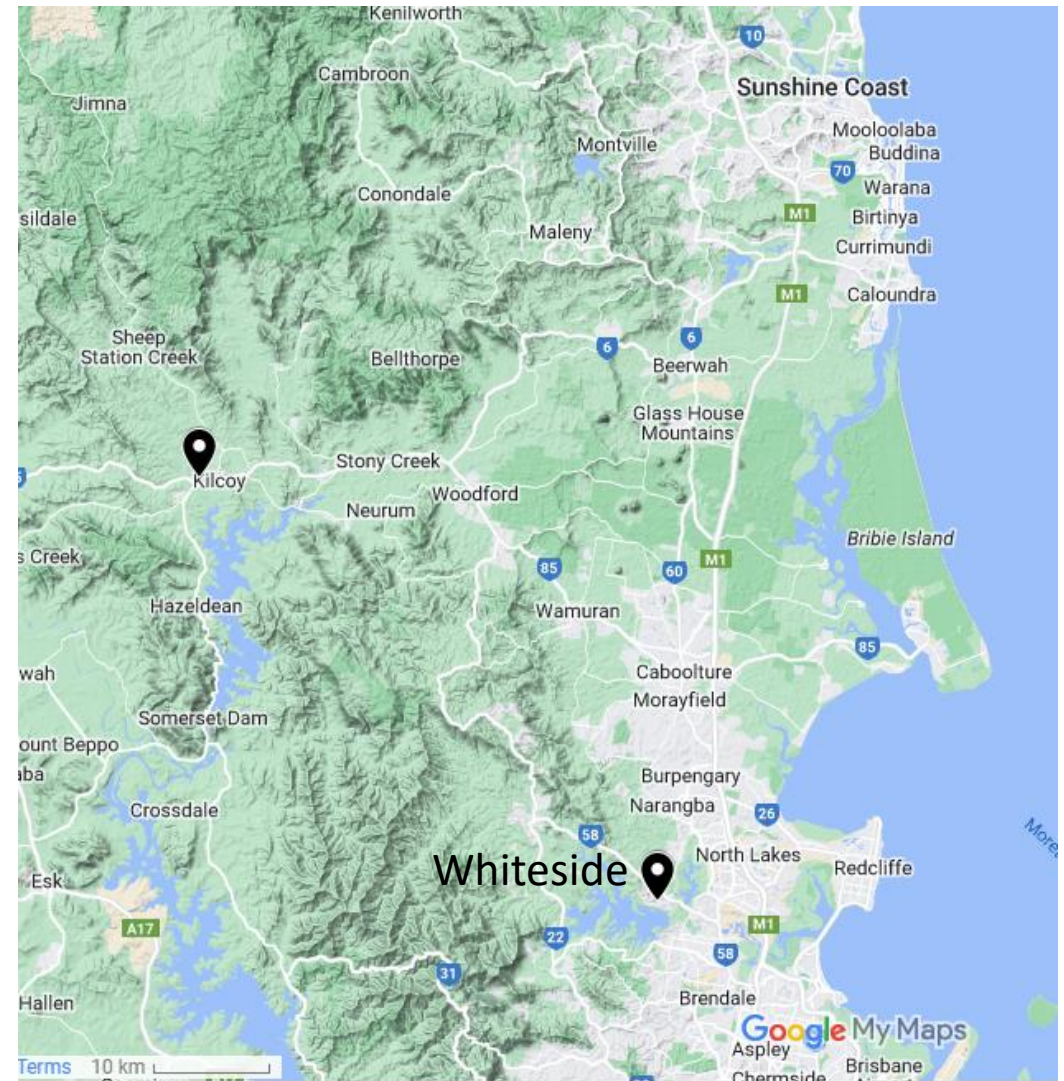 Kenilworth
10
Cambroon
Sunshine Coast
Jimna
Mooloolaba
Montville
Buddina
70
Warana
Conondale
M1
Birtinya
sildale
Maleny
Currimundi
M1
Caloundra
Sheep
Station Creek
6
6
Bellthorpe
Beerwah
Glass House
Mountains
Stony Creek
Kilcoy
Woodford
Neurum
Bribie Island
s Creek
85
60
M1
Hazeldean
Wamuran
85
wah
Caboolture
Morayfield
Somerset Dam
ount Beppo
aba
Burpengary
Crossdale
Narangba
26
58
North Lakes
More
Whiteside
Redcliffe
Esk
A17
22
M1
58
31
Hallen
Brendale
Google My Maps
Aspley
Terms 10 km
Brisbane
Chermside